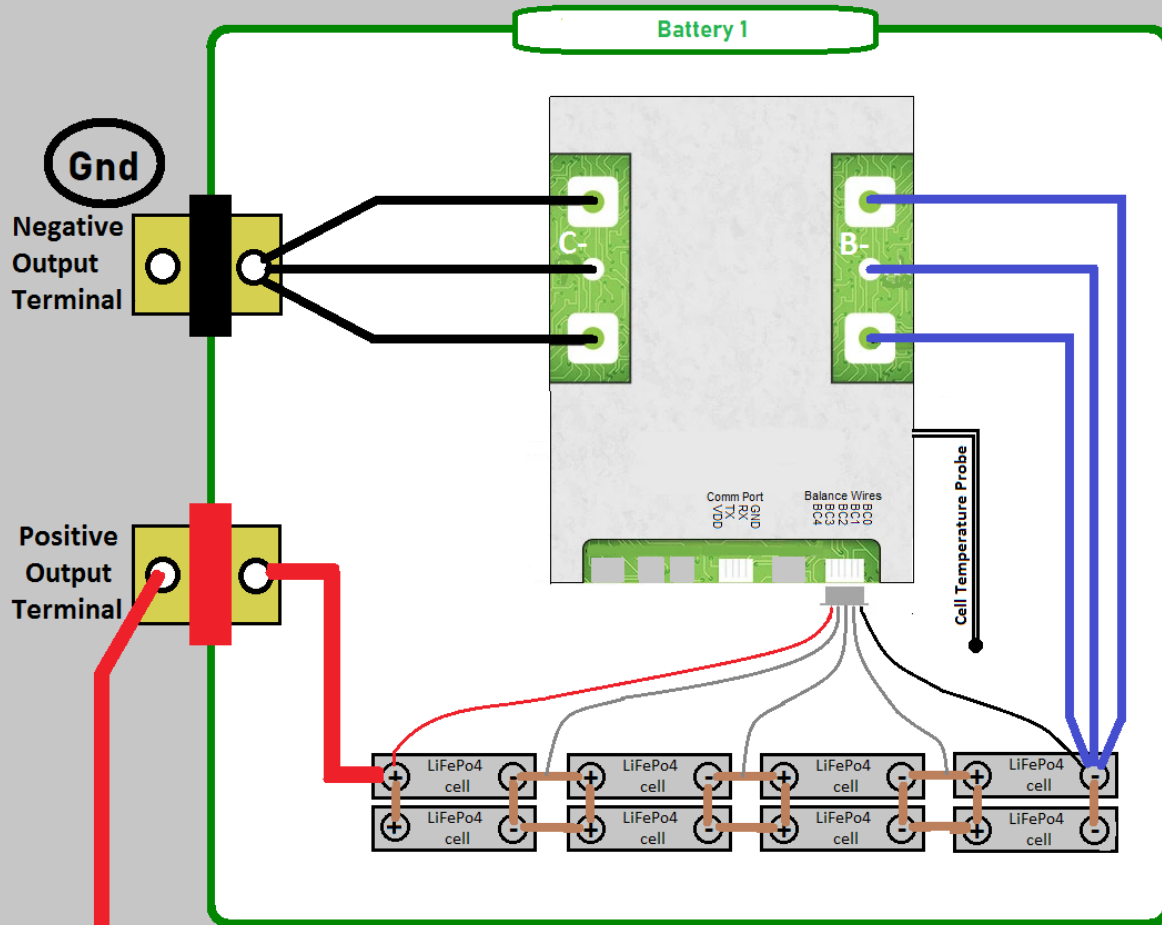 Battery 1
Gnd
Negative
Output
Terminal
C-
B-
Positive
Output
Terminal
Comm Port
VDD
TX
RX
GND
Balance Wires
BC4
BC3
BC2
BC1
BC0
Cell Temperature Probe
+ LiFePo4 -
cell
+ LiFePo4 -
cell
+ LiFePo4 -
cell
+ LiFePo4 -
cell
+ LiFePo4 -
cell
+ LiFePo4 -
cell
+ LiFePo4 -
cell
+ LiFePo4 -
cell